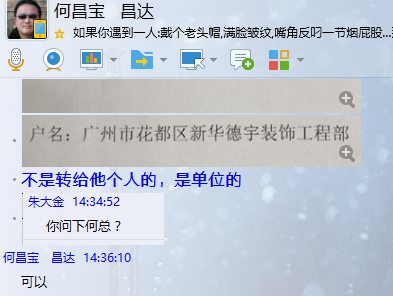 何昌宝 昌达
如果你遇到一人:戴个老头帽,满脸皱纹,嘴角反叼一节烟屁股...
户名：广州市花都区新华德宇装饰工程部
不是转给他个人的，是单位的
朱大金 14:34:52
你问下何总？
何昌宝 昌达 14:36:10
可以